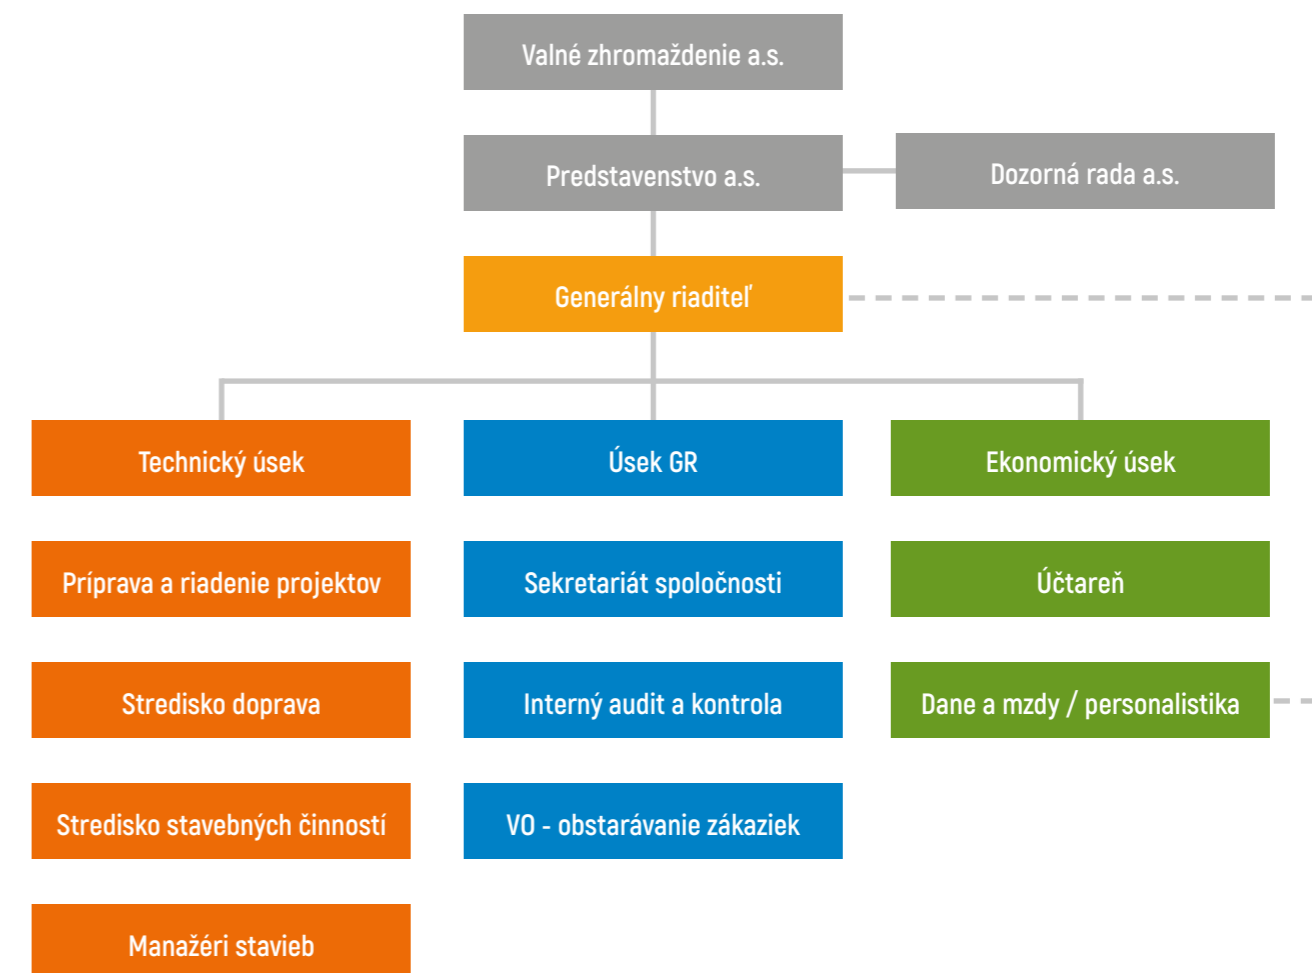 Valné zhromaždenie a.s.
Predstavenstvo a.s.
Dozorná rada a.s.
Generálny riaditeľ
Technický úsek
Úsek GR
Ekonomický úsek
Príprava a riadenie projektov
Sekretariát spoločnosti
Účtareň
Stredisko doprava
Interný audit a kontrola
Dane a mzdy / personalistika
Stredisko stavebných činností
VO - obstarávanie zákaziek
Manažéri stavieb